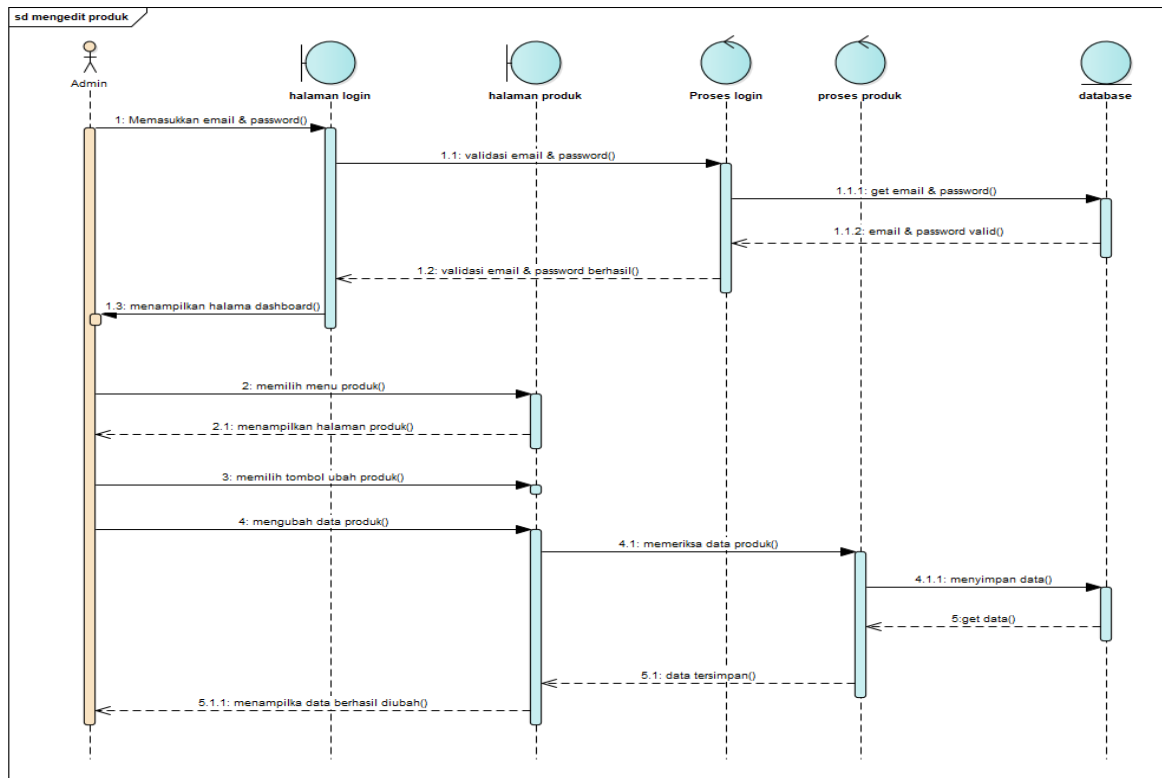 sd mengedit produk
Admin
halaman login
halaman produk
Proses login
proses produk
database
1: Memasukkan email & password()
1.1: validasi email & password()
1.1.1: get email & password()
1.1.2: email & password valid()
1.2: validasi email & password berhasil()
1.3: menampilkan halama dashboard()
2: memilih menu produk()
2.1: menampilkan halaman produk()
3: memilih tombol ubah produk()
4: mengubah data produk()
4.1: memeriksa data produk()
4.1.1: menyimpan data()
5:get data()
5.1: data tersimpan()
5.1.1: menampilka data berhasil diubah()